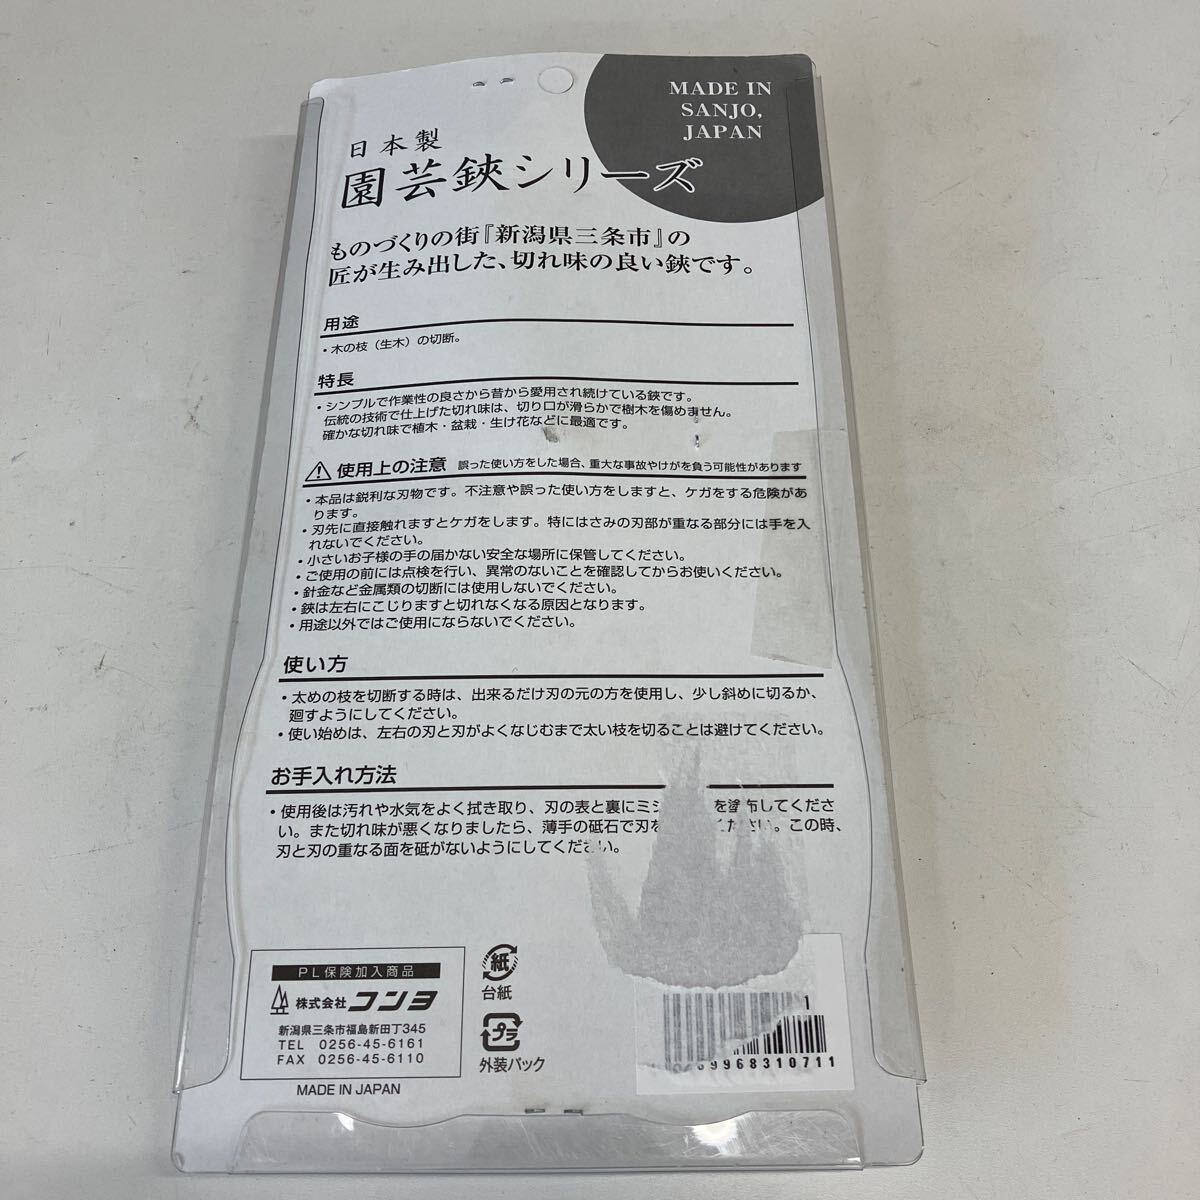 MADE IN
SANJO,
JAPAN
日本製
園芸鋏シリーズ
ものづくりの街『新潟県三条市』の
匠が生み出した、切れ味の良い鋏です。
用途
・木の枝（生木）の切断。
特長
・シンプルで作業性の良さから昔から愛用され続けている鋏です。
伝統の技術で仕上げた切れ味は、切り口が滑らかで樹木を傷めません。
確かな切れ味で植木・盆栽・生け花などに最適です。
使用上の注意 誤った使い方をした場合、重大な事故やけがを負う可能性があります
・本品は鋭利な刃物です。不注意や誤った使い方をしますと、ケガをする危険があ
ります。
・刃先に直接触れますとケガをします。特にはさみの刃部が重なる部分には手を入
れないでください。
・小さいお子様の手の届かない安全な場所に保管してください。
・ご使用の前には点検を行い、異常のないことを確認してからお使いください。
・針金など金属類の切断には使用しないでください。
・鋏は左右にこじりますと切れなくなる原因となります。
・用途以外ではご使用にならないでください。
使い方
・太めの枝を切断する時は、出来るだけ刃の元の方を使用し、少し斜めに切るか、
廻すようにしてください。
・使い始めは、左右の刃と刃がよくなじむまで太い枝を切ることは避けてください。
お手入れ方法
・使用後は汚れや水気をよく拭き取り、刃の表と裏にミシ を塗布してくださ
い。また切れ味が悪くなりましたら、薄手の砥石で刃を ください。この時、
刃と刃の重なる面を砥がないようにしてください。
PL保険加入商品
株式会社 コンヨ
新潟県三条市福島新田丁345
TEL 0256-45-6161
FAX 0256-45-6110
MADE IN JAPAN
紙
台紙
プラ
外装パック
1
99968310711